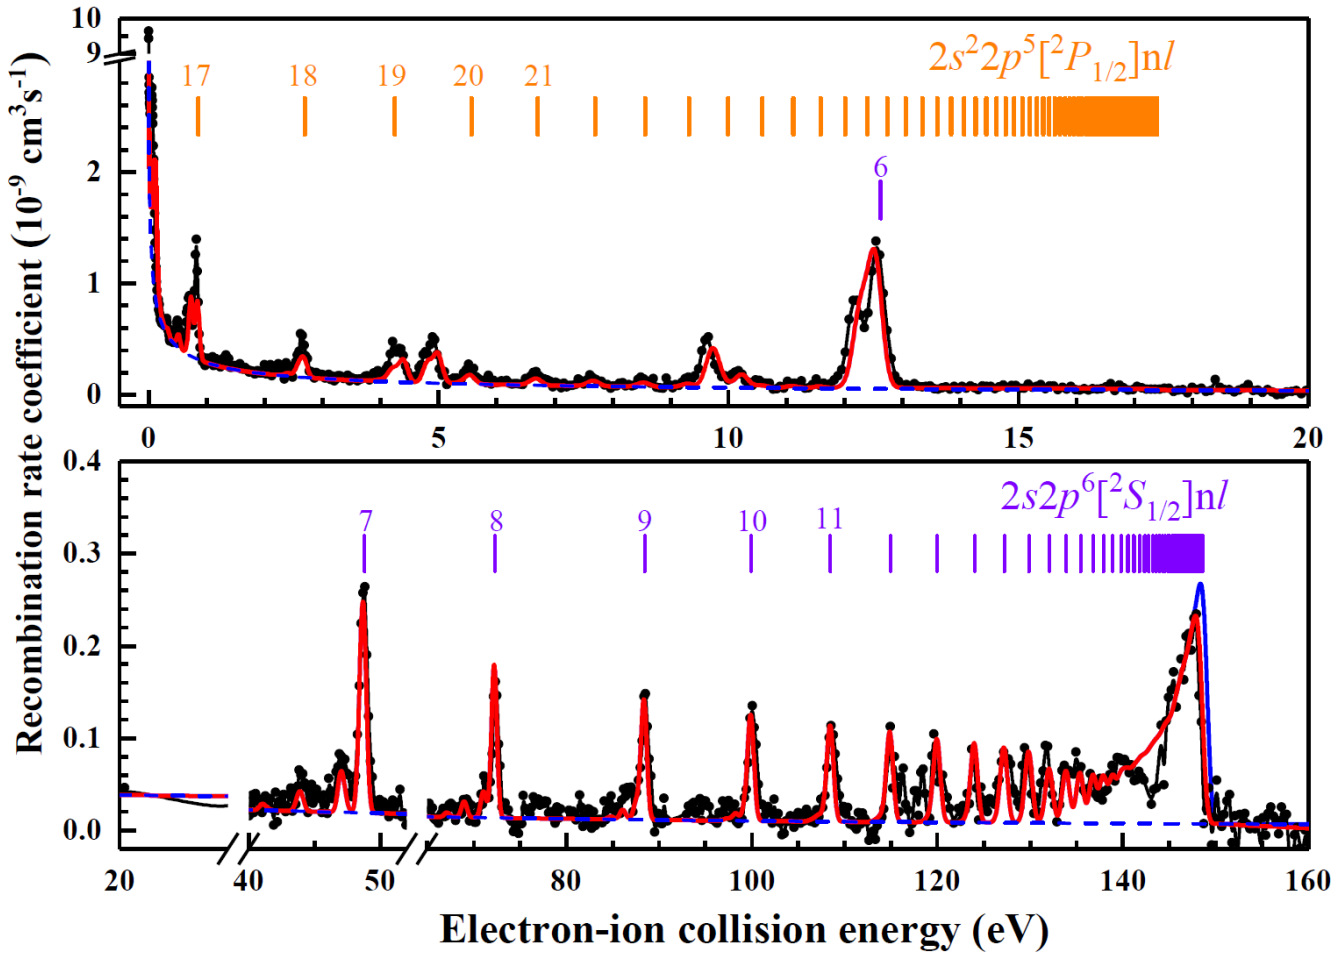 10
9
2
1
0
17 18 19 20 21
2s²2p⁵[²P₁/₂]nl
6
0 5 10 15 20
Recombination rate coefficient (10⁻⁹ cm³s⁻¹)
0.4
0.3
0.2
0.1
0.0
7 8 9 10 11
2s2p⁶[²S₁/₂]nl
20 40 50 80 100 120 140 160
Electron-ion collision energy (eV)